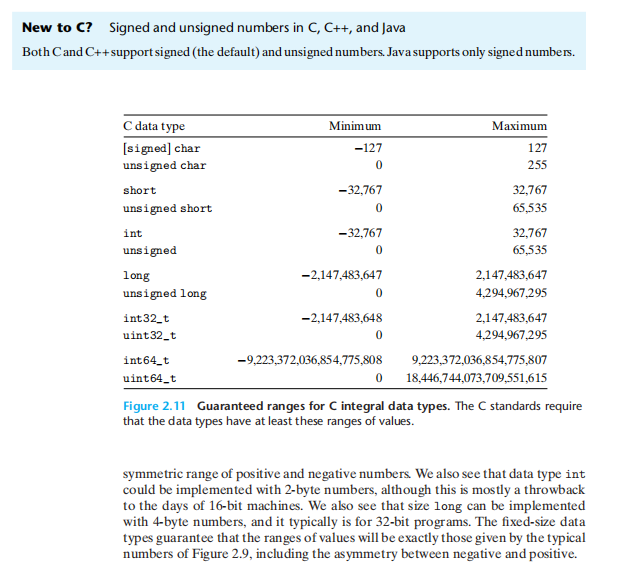 New to C? Signed and unsigned numbers in C, C++, and Java
Both C and C++ support signed (the default) and unsigned numbers. Java supports only signed numbers.
C data type Minimum Maximum
[signed] char −127 127
unsigned char 0 255
short −32,767 32,767
unsigned short 0 65,535
int −32,767 32,767
unsigned 0 65,535
long −2,147,483,647 2,147,483,647
unsigned long 0 4,294,967,295
int32_t −2,147,483,648 2,147,483,647
uint32_t 0 4,294,967,295
int64_t −9,223,372,036,854,775,808 9,223,372,036,854,775,807
uint64_t 0 18,446,744,073,709,551,615
Figure 2.11 Guaranteed ranges for C integral data types. The C standards require
that the data types have at least these ranges of values.
symmetric range of positive and negative numbers. We also see that data type int
could be implemented with 2-byte numbers, although this is mostly a throwback
to the days of 16-bit machines. We also see that size long can be implemented
with 4-byte numbers, and it typically is for 32-bit programs. The fixed-size data
types guarantee that the ranges of values will be exactly those given by the typical
numbers of Figure 2.9, including the asymmetry between negative and positive.